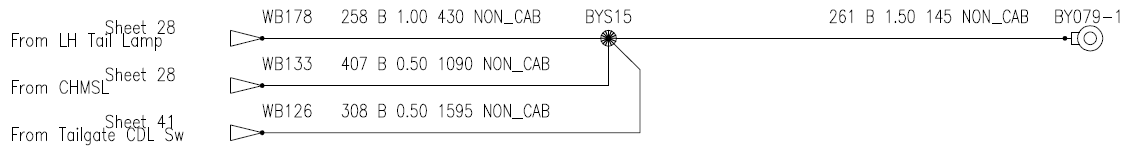 WB178 258 B 1.00 430 NON_CAB BYS15 261 B 1.50 145 NON_CAB BY079-1
Sheet 28
From LH Tail Lamp
WB133 407 B 0.50 1090 NON_CAB
Sheet 28
From CHMSL
WB126 308 B 0.50 1595 NON_CAB
Sheet 41
From Tailgate CDL Sw